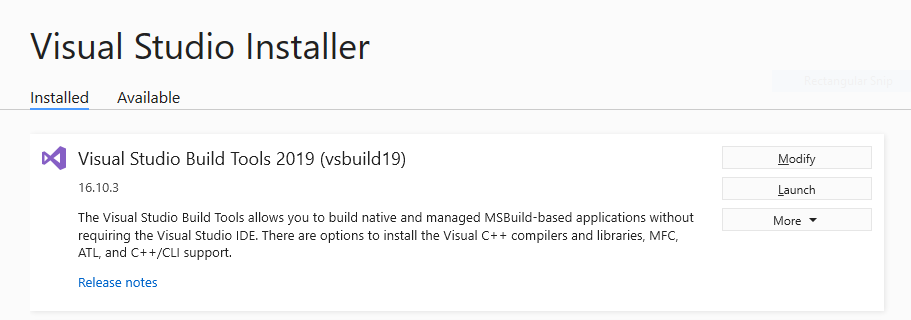 Visual Studio Installer
Rectangular Snip
Installed Available
Visual Studio Build Tools 2019 (vsbuild19)
Modify
16.10.3
Launch
The Visual Studio Build Tools allows you to build native and managed MSBuild-based applications without
requiring the Visual Studio IDE. There are options to install the Visual C++ compilers and libraries, MFC,
ATL, and C++/CLI support.
More
Release notes